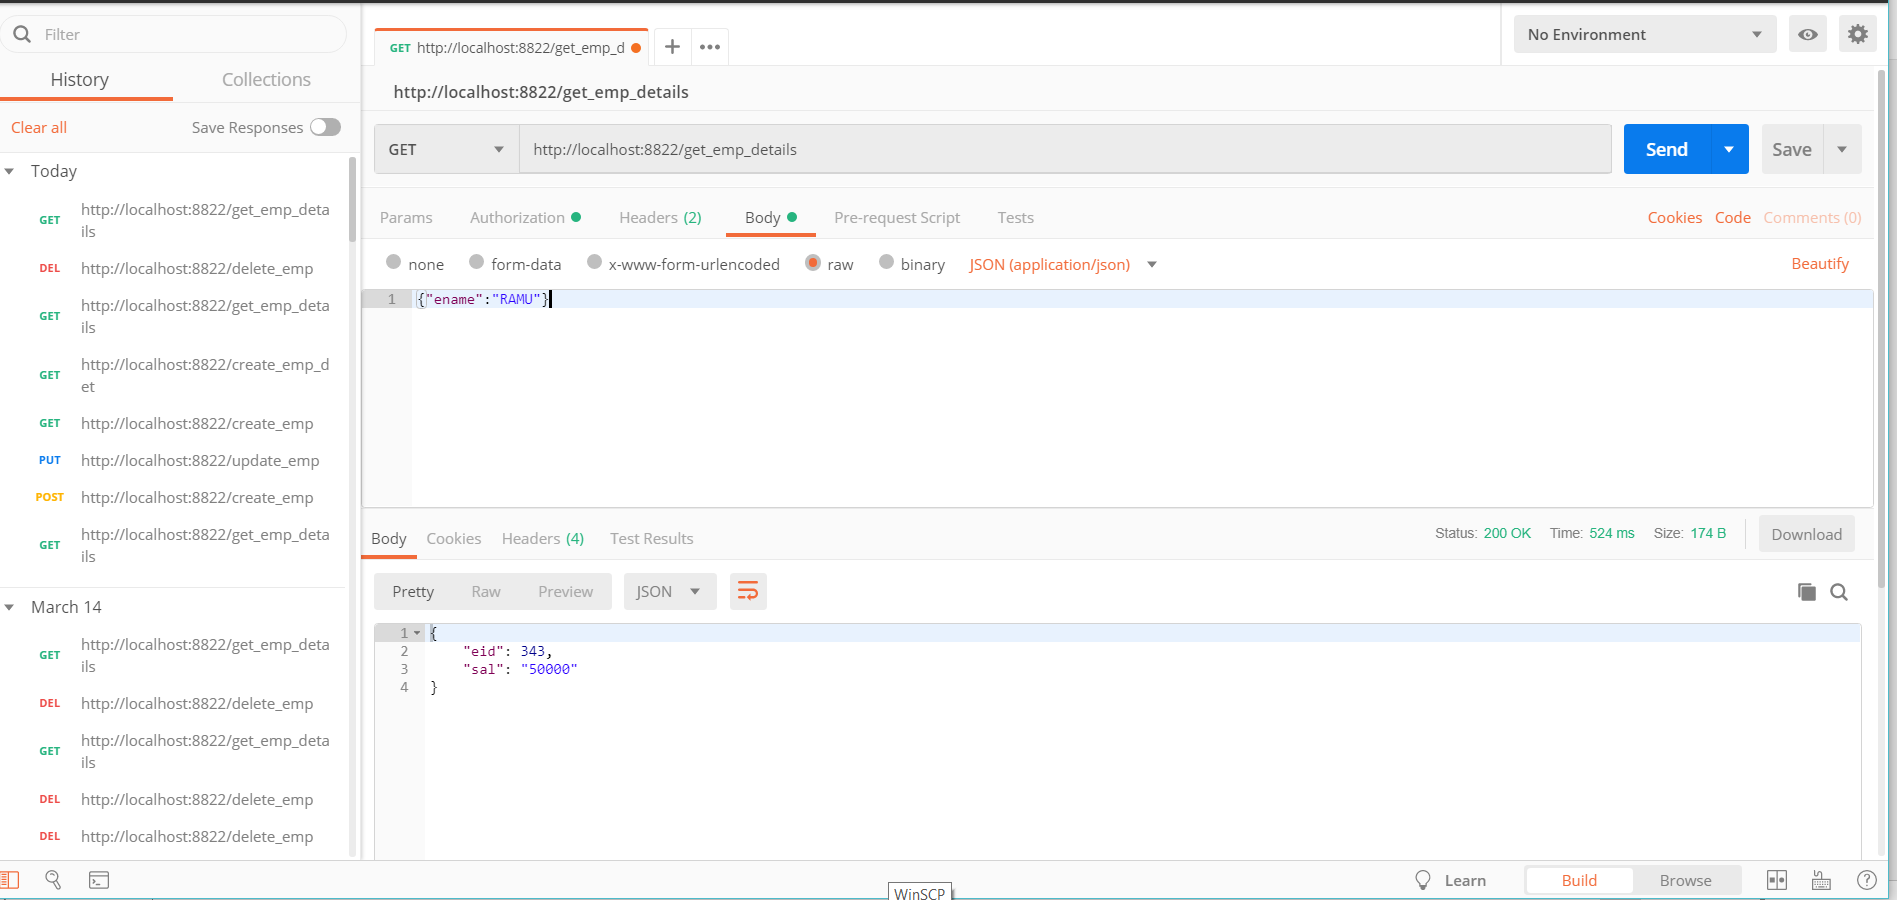 Filter
History Collections
Clear all Save Responses
Today
GET http://localhost:8822/get_emp_deta
ils
DEL http://localhost:8822/delete_emp
GET http://localhost:8822/get_emp_deta
ils
GET http://localhost:8822/create_emp_d
et
GET http://localhost:8822/create_emp
PUT http://localhost:8822/update_emp
POST http://localhost:8822/create_emp
GET http://localhost:8822/get_emp_deta
ils
March 14
GET http://localhost:8822/get_emp_deta
ils
DEL http://localhost:8822/delete_emp
GET http://localhost:8822/get_emp_deta
ils
DEL http://localhost:8822/delete_emp
DEL http://localhost:8822/delete_emp
GET http://localhost:8822/get_emp_d
No Environment
http://localhost:8822/get_emp_details
GET http://localhost:8822/get_emp_details Send Save
Params Authorization Headers (2) Body Pre-request Script Tests Cookies Code Comments (0)
none form-data x-www-form-urlencoded raw binary JSON (application/json) Beautify
1 {"ename":"RAMU"}
Body Cookies Headers (4) Test Results Status: 200 OK Time: 524 ms Size: 174 B Download
Pretty Raw Preview JSON
1 {
2 "eid": 343,
3 "sal": "50000"
4 }
Learn Build Browse
WinSCP